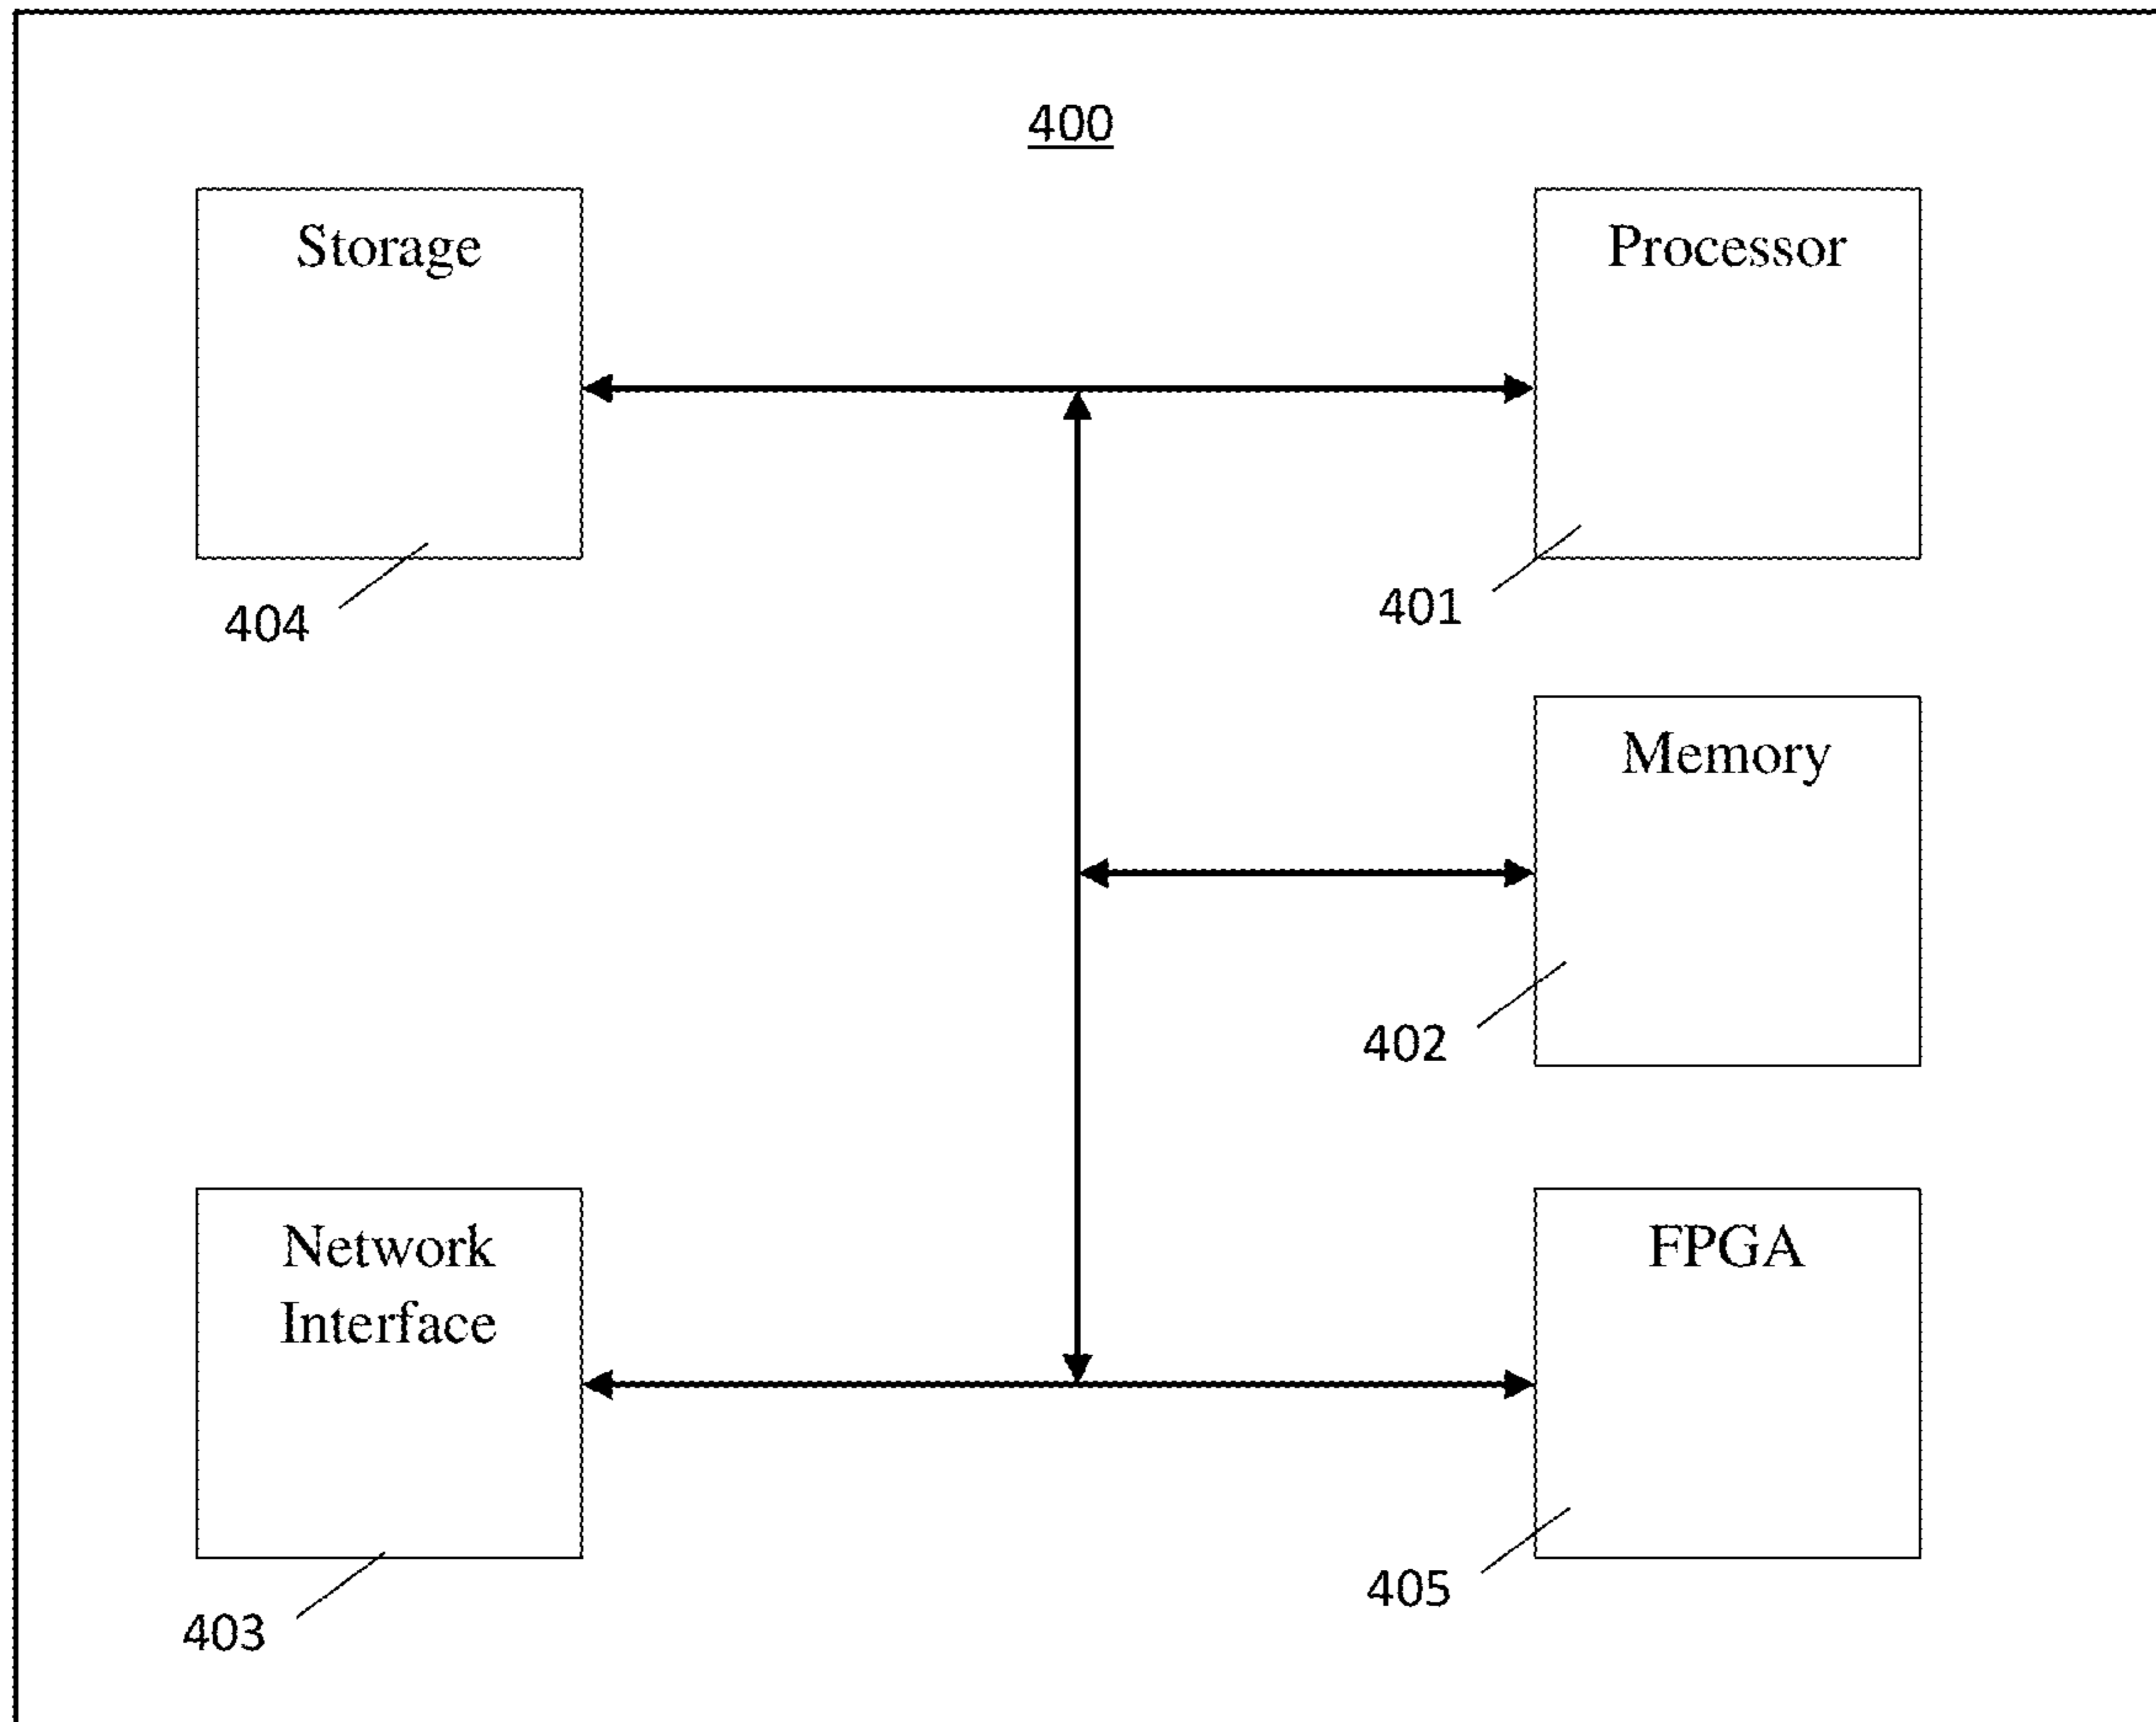 400
Storage
Processor
404
401
Memory
402
Network
Interface
FPGA
403
405